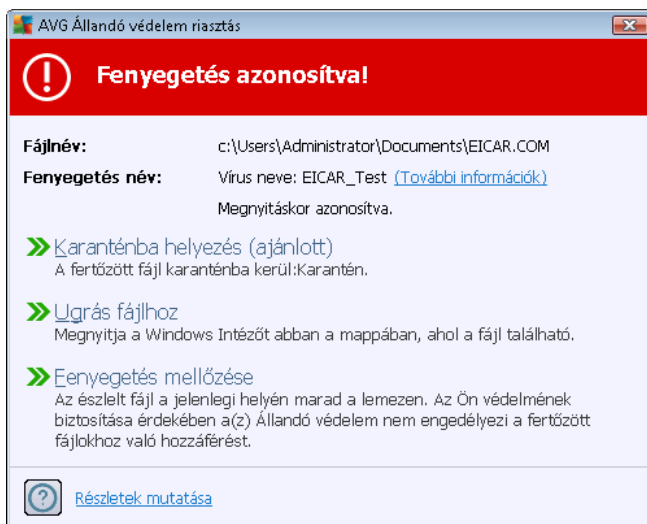 AVG Állandó védelem riasztás
Fenyegetés azonosítva!
Fájlnév: c:\Users\Administrator\Documents\EICAR.COM
Fenyegetés név: Vírus neve: EICAR_Test (További információk)
Megnyitáskor azonosítva.
Karanténba helyezés (ajánlott)
A fertőzött fájl karanténba kerül:Karantén.
Ugrás fájlhoz
Megnyitja a Windows Intézőt abban a mappában, ahol a fájl található.
Fenyegetés mellőzése
Az észlelt fájl a jelenlegi helyén marad a lemezen. Az Ön védelmének
biztosítása érdekében a(z) Állandó védelem nem engedélyezi a fertőzött
fájlokhoz való hozzáférést.
Részletek mutatása